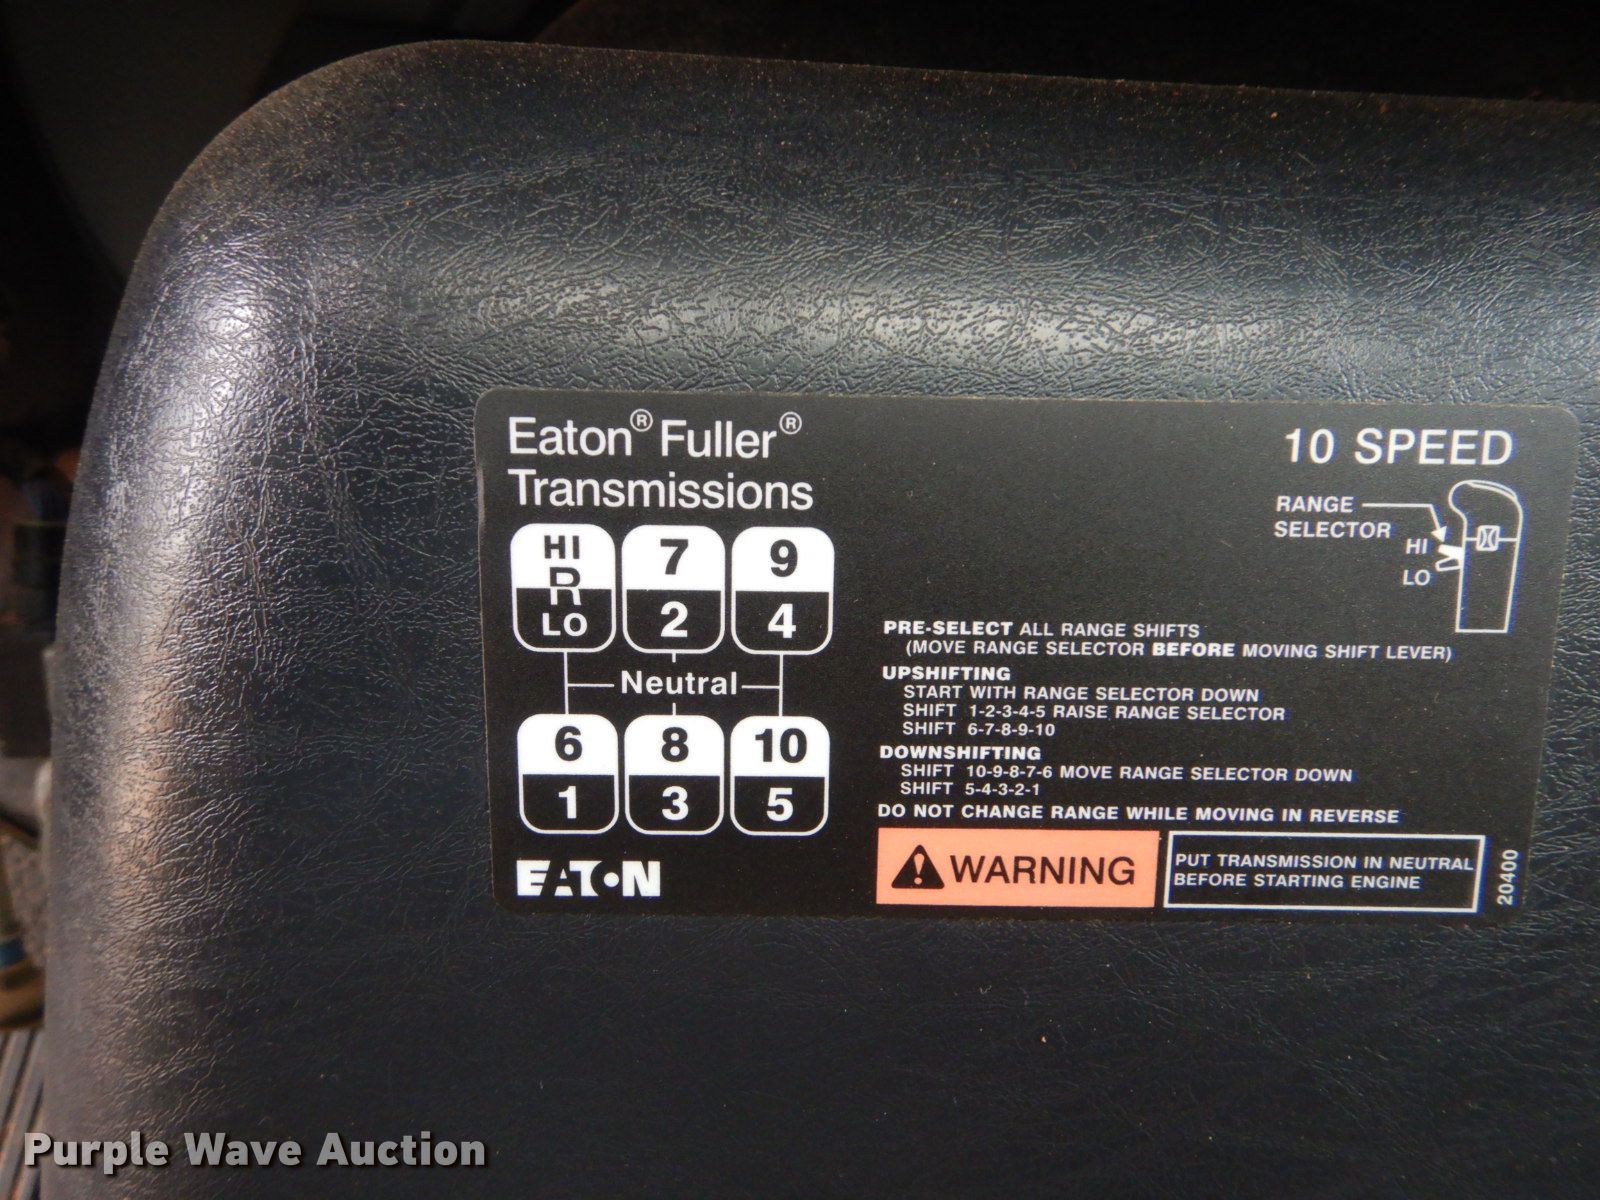 Eaton® Fuller®
Transmissions
10 SPEED
RANGE
SELECTOR
HI
LO
HI
R
LO
7
2
9
4
Neutral
6
1
8
3
10
5
EATON
PRE-SELECT ALL RANGE SHIFTS
(MOVE RANGE SELECTOR BEFORE MOVING SHIFT LEVER)
UPSHIFTING
START WITH RANGE SELECTOR DOWN
SHIFT 1-2-3-4-5 RAISE RANGE SELECTOR
SHIFT 6-7-8-9-10
DOWNSHIFTING
SHIFT 10-9-8-7-6 MOVE RANGE SELECTOR DOWN
SHIFT 5-4-3-2-1
DO NOT CHANGE RANGE WHILE MOVING IN REVERSE
WARNING
PUT TRANSMISSION IN NEUTRAL
BEFORE STARTING ENGINE
20400
Purple Wave Auction